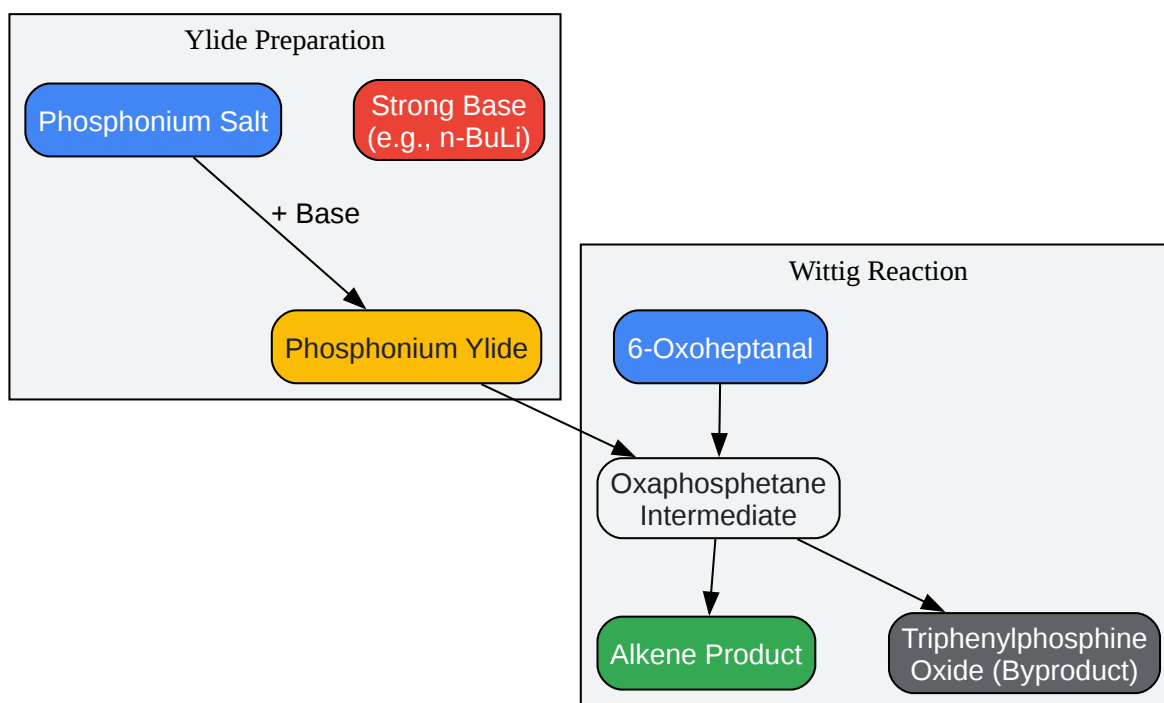 Ylide Preparation
Phosphonium Salt
Strong Base
(e.g., n-BuLi)
+ Base
Phosphonium Ylide
Wittig Reaction
6-Oxoheptanal
Oxaphosphetane
Intermediate
Alkene Product
Triphenylphosphine
Oxide (Byproduct)